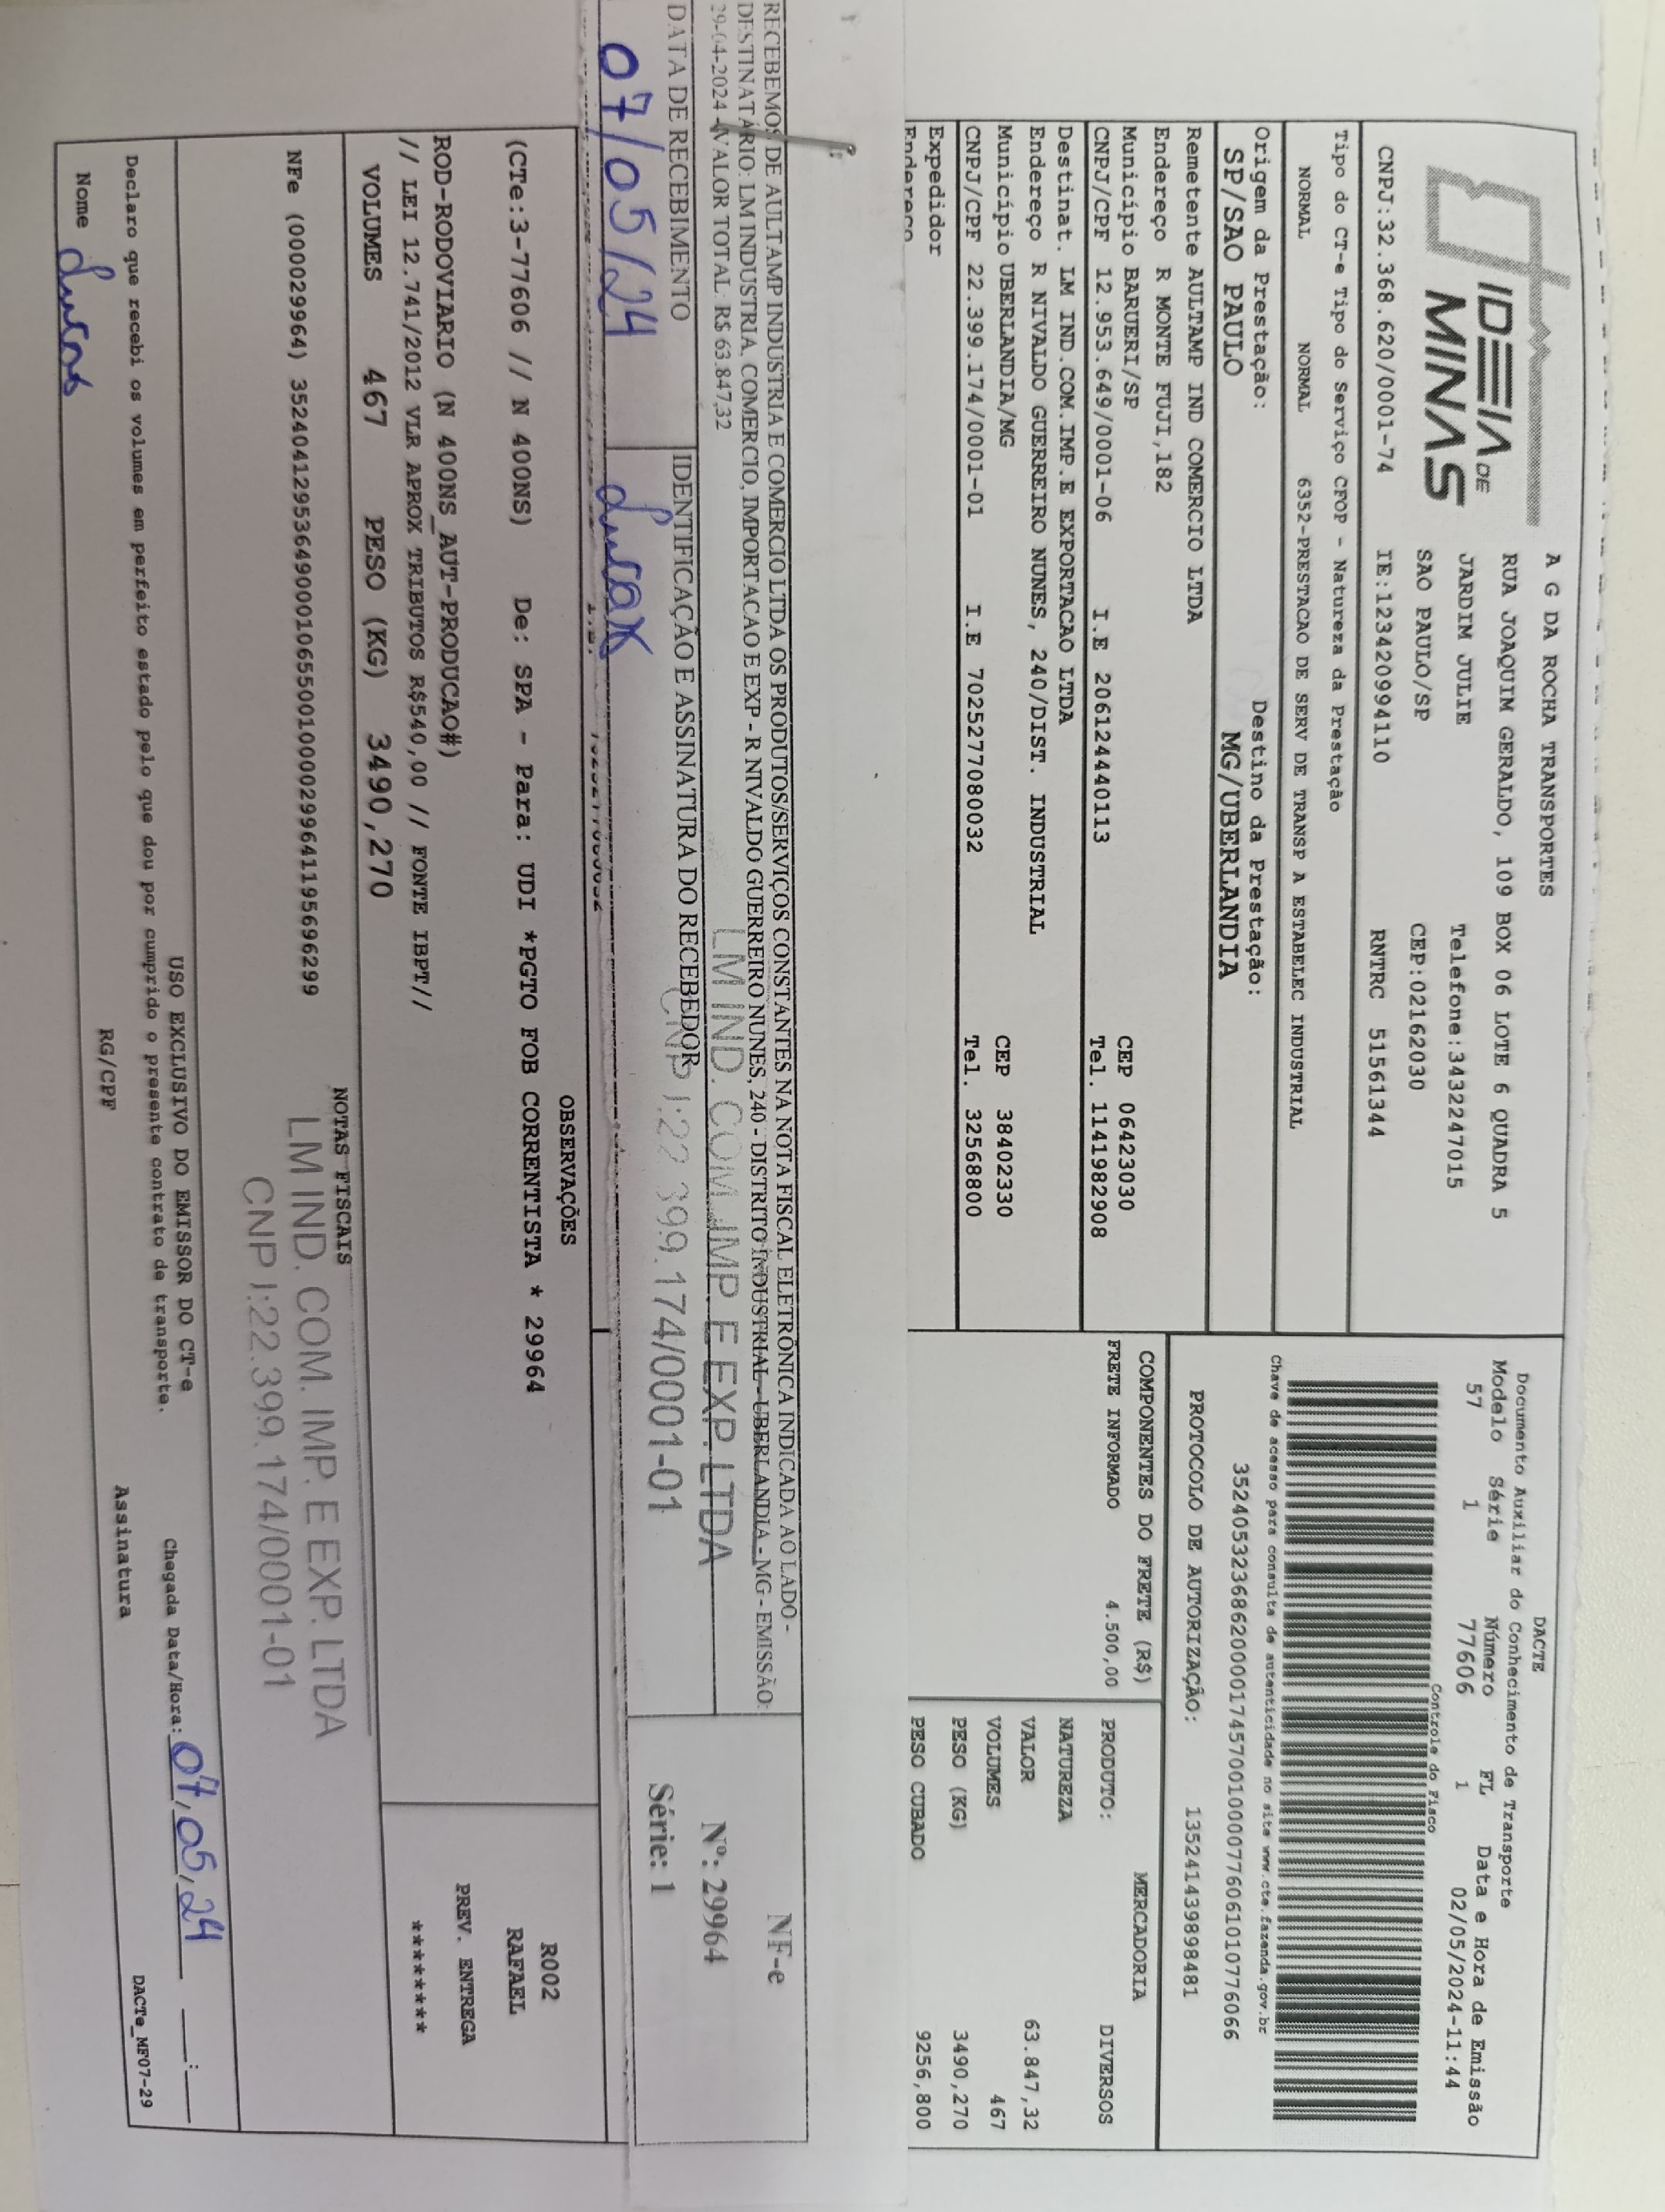 IDEIA DE
MINAS
A G DA ROCHA TRANSPORTES
RUA JOAQUIM GERALDO, 109 BOX 06 LOTE 6 QUADRA 5
JARDIM JULIE Telefone:3432247015
SAO PAULO/SP CEP:02162030
CNPJ:32.368.620/0001-74 IE:123420994110 RNTRC 51561344
Tipo do CT-e Tipo do Serviço CFOP - Natureza da Prestação
NORMAL NORMAL 6352-PRESTACAO DE SERV DE TRANSP A ESTABELEC INDUSTRIAL
Origem da Prestação: Destino da Prestação:
SP/SAO PAULO MG/UBERLANDIA
DACTE
Documento Auxiliar do Conhecimento de Transporte
Modelo Série Número FL Data e Hora de Emissão
57 1 77606 1 02/05/2024-11:44
Controle do Fisco
Chave de acesso para consulta de autenticidade no site www.cte.fazenda.gov.br
35240532368620000174570010000776061010776066
PROTOCOLO DE AUTORIZAÇÃO: 135241439898481
Remetente AULTAMP IND COMERCIO LTDA
Endereço R MONTE FUJI,182
Município BARUERI/SP CEP 06423030
CNPJ/CPF 12.953.649/0001-06 I.E 206124440113 Tel. 1141982908
Destinat. LM IND.COM.IMP.E EXPORTACAO LTDA
Endereço R NIVALDO GUERREIRO NUNES, 240/DIST. INDUSTRIAL
Município UBERLANDIA/MG CEP 38402330
CNPJ/CPF 22.399.174/0001-01 I.E 7025277080032 Tel. 32568800
Expedidor
Endereço
COMPONENTES DO FRETE (R$)
FRETE INFORMADO 4.500,00
MERCADORIA
PRODUTO: DIVERSOS
NATUREZA
VALOR 63.847,32
VOLUMES 467
PESO (KG) 3490,270
PESO CUBADO 9256,800
RECEBEMOS DE AULTAMP INDUSTRIA E COMERCIO LTDA OS PRODUTOS/SERVIÇOS CONSTANTES NA NOTA FISCAL ELETRÔNICA INDICADA AO LADO -
DESTINATÁRIO: LM INDUSTRIA, COMERCIO, IMPORTACAO E EXP - R NIVALDO GUERREIRO NUNES, 240 - DISTRITO INDUSTRIAL - UBERLANDIA - MG - EMISSÃO:
29-04-2024 - VALOR TOTAL: R$ 63.847,32
LM IND. COM. IMP. E EXP. LTDA
CNPJ:22.399.174/0001-01
DATA DE RECEBIMENTO IDENTIFICAÇÃO E ASSINATURA DO RECEBEDOR
07/05/24 Lucas
NF-e
Nº: 29964
Série: 1
OBSERVAÇÕES
(CTe:3-77606 // N 400NS) De: SPA - Para: UDI *PGTO FOB CORRENTISTA * 29964
ROD-RODOVIARIO (N 400NS_AUT-PRODUCAO#)
// LEI 12.741/2012 VLR APROX TRIBUTOS R$540,00 // FONTE IBPT//
R002
RAFAEL
PREV. ENTREGA
********
VOLUMES 467 PESO (KG) 3490,270
NOTAS FISCAIS
NFe (000029964) 35240412953649000106550010000299641195696299
LM IND. COM. IMP. E EXP. LTDA
CNPJ:22.399.174/0001-01
USO EXCLUSIVO DO EMISSOR DO CT-e
Declaro que recebi os volumes em perfeito estado pelo que dou por cumprido o presente contrato de transporte.
Chegada Data/Hora: 07/05/24 __:__
Nome Lucas RG/CPF Assinatura
DACTe_MF07-29